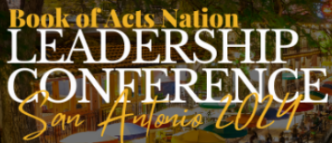 Book of Acts Nation
LEADERSHIP
CONFERENCE
San Antonio 2024